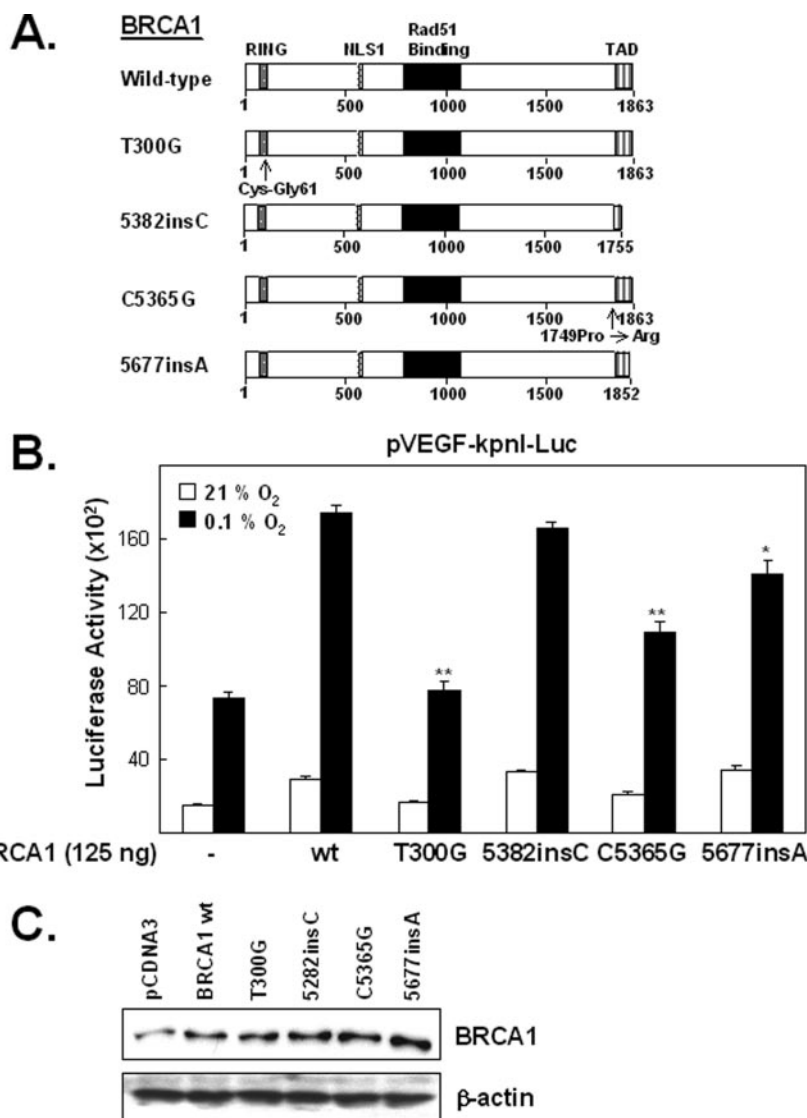 A.
BRCA1
RING NLS1 Rad51 Binding TAD
Wild-type
1 500 1000 1500 1863
T300G
1 500 1000 1500 1863
Cys-Gly61
5382insC
1 500 1000 1500 1755
C5365G
1 500 1000 1500 1863
1749Pro → Arg
5677insA
1 500 1000 1500 1852
B.
pVEGF-kpnI-Luc
21 % O2
0.1 % O2
Luciferase Activity (x10²)
160
120
80
40
** ** *
RCA1 (125 ng) - wt T300G 5382insC C5365G 5677insA
C.
pCDNA3 BRCA1 wt T300G 5282ins C C5365G 5677ins A
BRCA1
β-actin